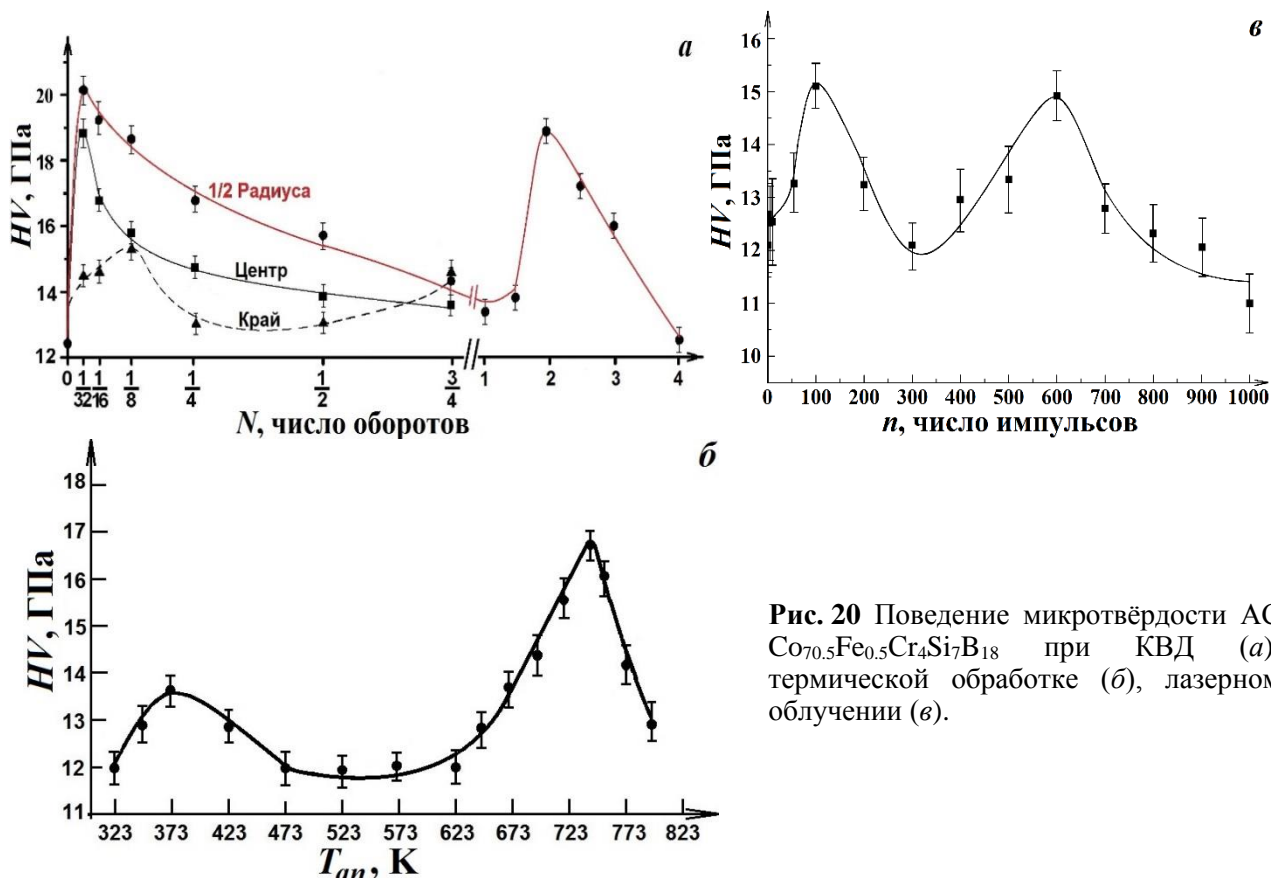 а
HV, ГПа
20
18
16
14
12
1/2 Радиуса
Центр
Край
0 1/32 1/16 1/8 1/4 1/2 3/4 1 2 3 4
N, число оборотов
в
HV, ГПа
16
15
14
13
12
11
10
0 100 200 300 400 500 600 700 800 900 1000
n, число импульсов
б
HV, ГПа
18
17
16
15
14
13
12
11
323 373 423 473 523 573 623 673 723 773 823
Tan, K
Рис. 20 Поведение микротвёрдости АС
Co70.5Fe0.5Cr4Si7B18 при КВД (а)
термической обработке (б), лазерном
облучении (в).